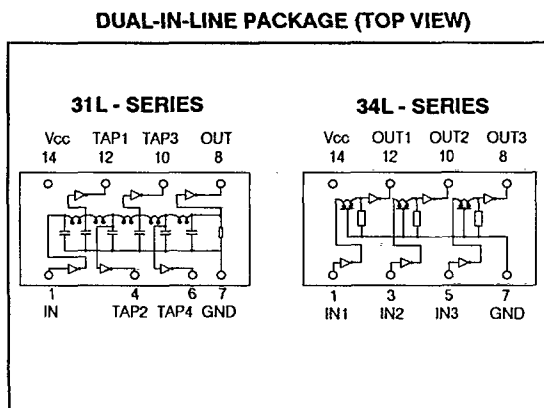 DUAL-IN-LINE PACKAGE (TOP VIEW)
31L - SERIES
Vcc TAP1 TAP3 OUT
14 12 10 8
1 4 6 7
IN TAP2 TAP4 GND
34L - SERIES
Vcc OUT1 OUT2 OUT3
14 12 10 8
1 3 5 7
IN1 IN2 IN3 GND